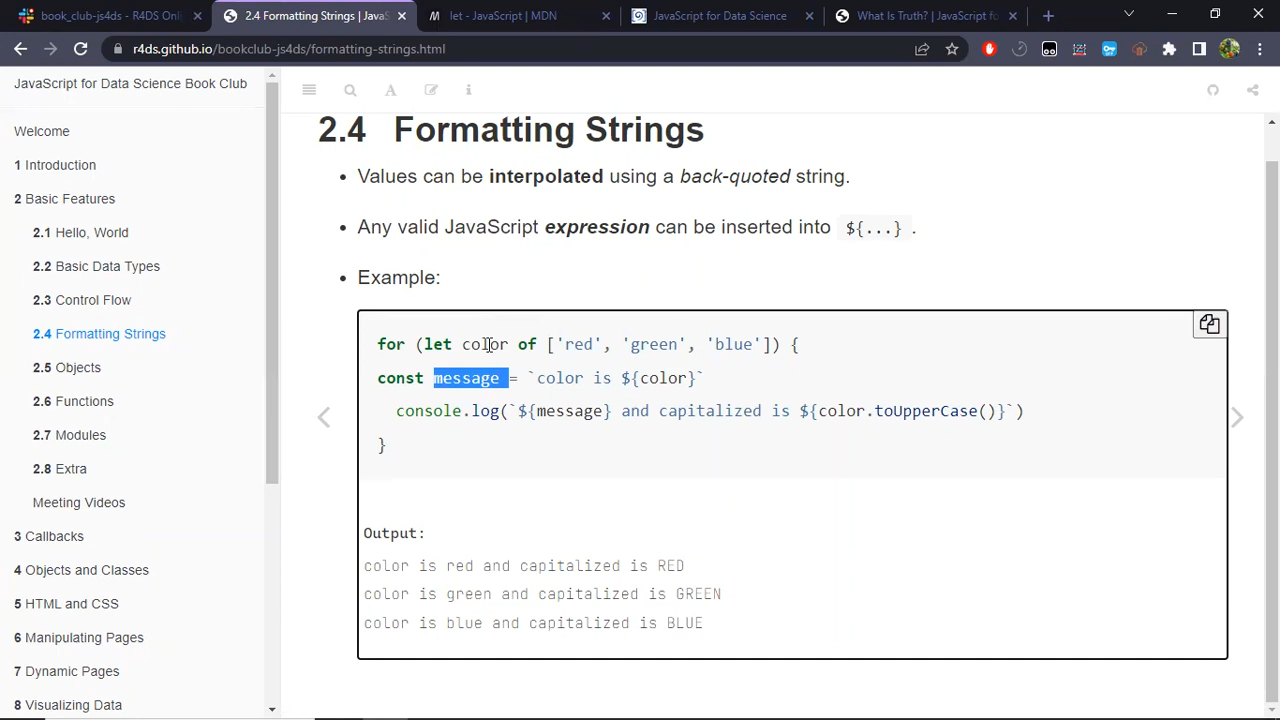 book_club-js4ds - R4DS Onli
2.4 Formatting Strings | JavaS
let - JavaScript | MDN
JavaScript for Data Science
What Is Truth? | JavaScript fo
r4ds.github.io/bookclub-js4ds/formatting-strings.html
JavaScript for Data Science Book Club
Welcome
1 Introduction
2 Basic Features
2.1 Hello, World
2.2 Basic Data Types
2.3 Control Flow
2.4 Formatting Strings
2.5 Objects
2.6 Functions
2.7 Modules
2.8 Extra
Meeting Videos
3 Callbacks
4 Objects and Classes
5 HTML and CSS
6 Manipulating Pages
7 Dynamic Pages
8 Visualizing Data
2.4 Formatting Strings
• Values can be interpolated using a back-quoted string.
• Any valid JavaScript expression can be inserted into ${...} .
• Example:
for (let color of ['red', 'green', 'blue']) {
const message = `color is ${color}`
console.log(`${message} and capitalized is ${color.toUpperCase()}`)
}
Output:
color is red and capitalized is RED
color is green and capitalized is GREEN
color is blue and capitalized is BLUE